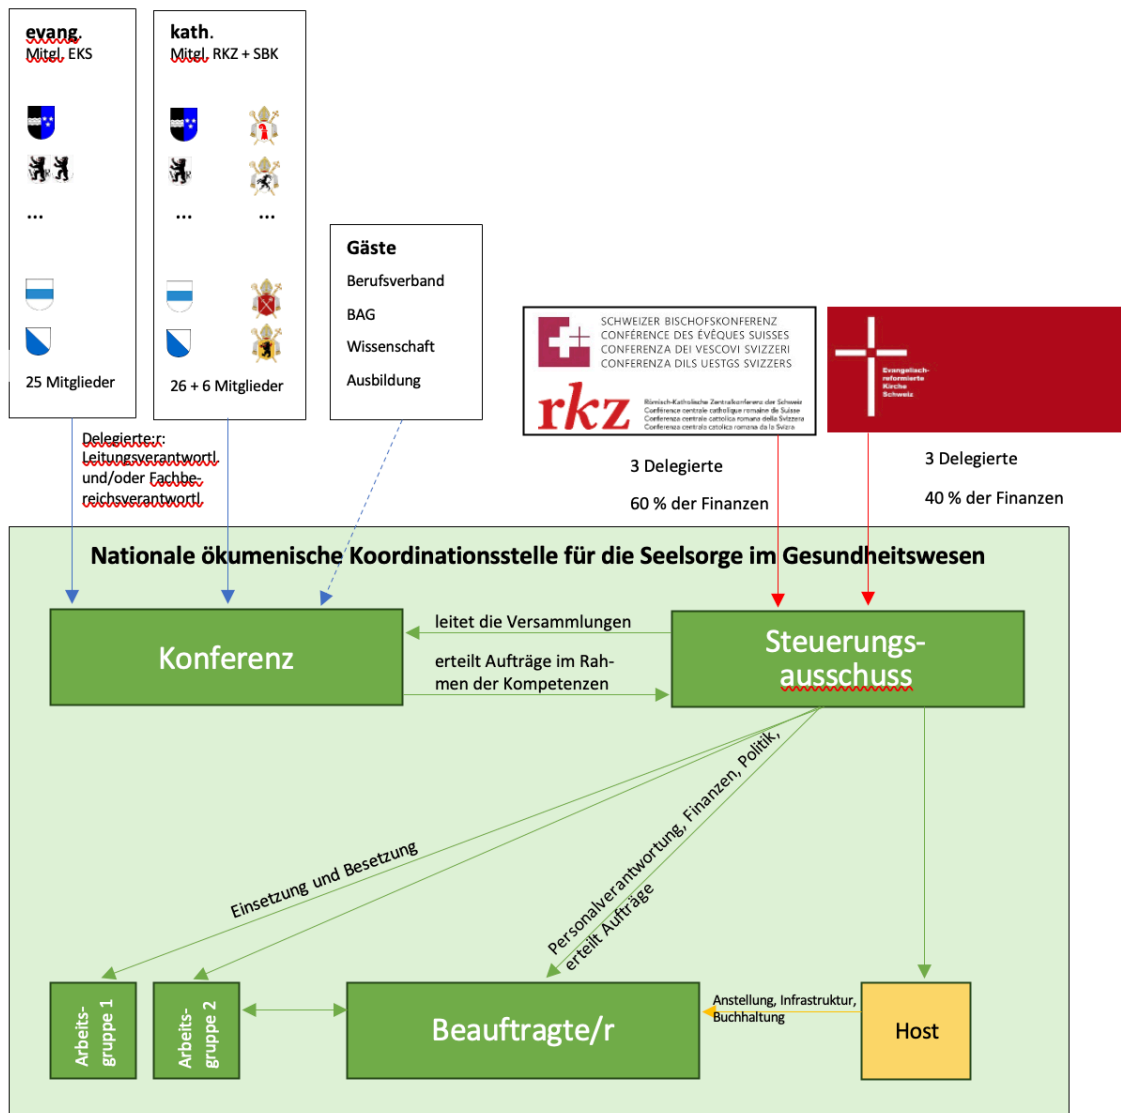 evang.
Mitgl. EKS
...
25 Mitglieder
kath.
Mitgl. RKZ + SBK
... ...
26 + 6 Mitglieder
Gäste
Berufsverband
BAG
Wissenschaft
Ausbildung
SCHWEIZER BISCHOFSKONFERENZ
CONFÉRENCE DES ÉVÊQUES SUISSES
CONFERENZA DEI VESCOVI SVIZZERI
CONFERENZA DILS UESTGS SVIZZERS
rkz
Römisch-Katholische Zentralkonferenz der Schweiz
Conférence centrale catholique romaine de Suisse
Conferenza centrale cattolica romana della Svizzera
Conferenza centrala catolica romana da la Svizra
Evangelisch-
reformierte
Kirche
Schweiz
Delegierte:r:
Leitungsverantwortl.
und/oder Fachbe-
reichsverantwortl.
3 Delegierte
60 % der Finanzen
3 Delegierte
40 % der Finanzen
Nationale ökumenische Koordinationsstelle für die Seelsorge im Gesundheitswesen
Konferenz
leitet die Versammlungen
erteilt Aufträge im Rah-
men der Kompetenzen
Steuerungs-
ausschuss
Einsetzung und Besetzung
Personalverantwortung, Finanzen, Politik,
erteilt Aufträge
Arbeits-
gruppe 1
Arbeits-
gruppe 2
Beauftragte/r
Anstellung, Infrastruktur,
Buchhaltung
Host